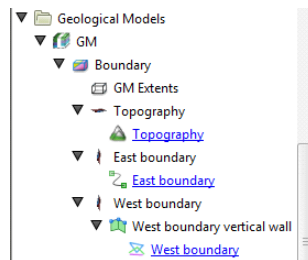 Geological Models
GM
Boundary
GM Extents
Topography
Topography
East boundary
East boundary
West boundary
West boundary vertical wall
West boundary